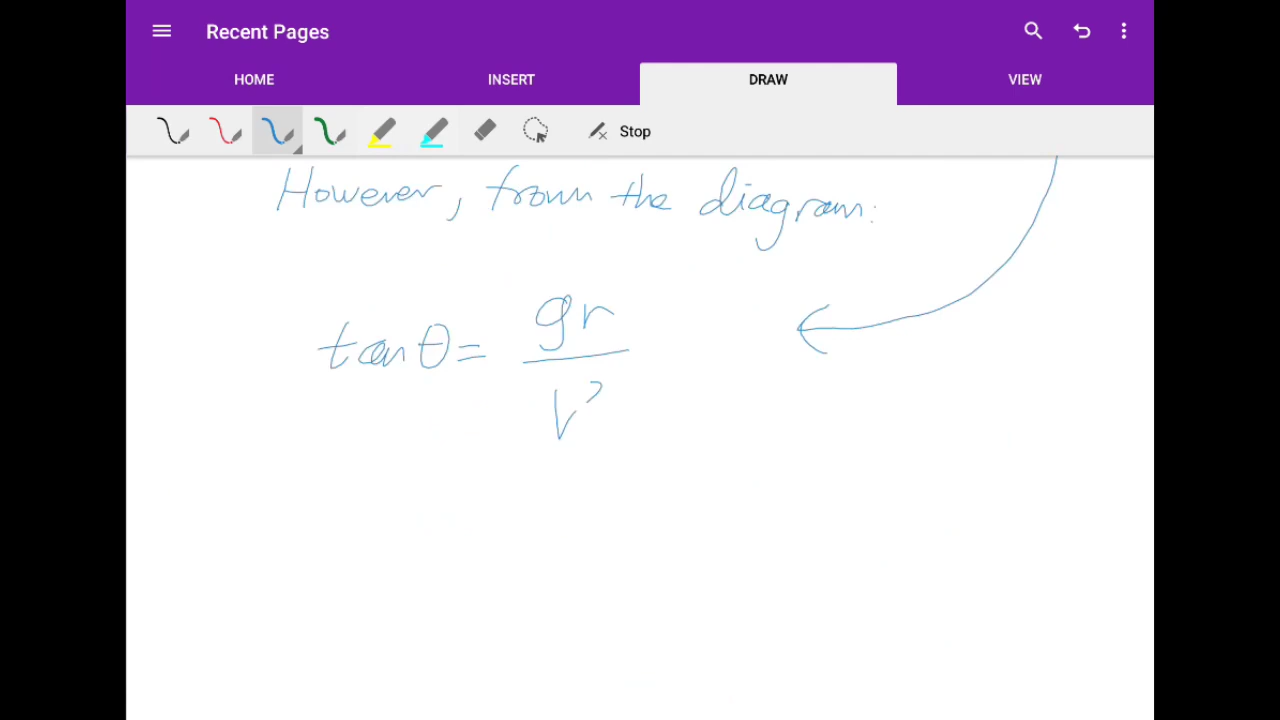 Recent Pages
HOME INSERT DRAW VIEW
Stop
However, from the diagram:
tanθ = gr / v²